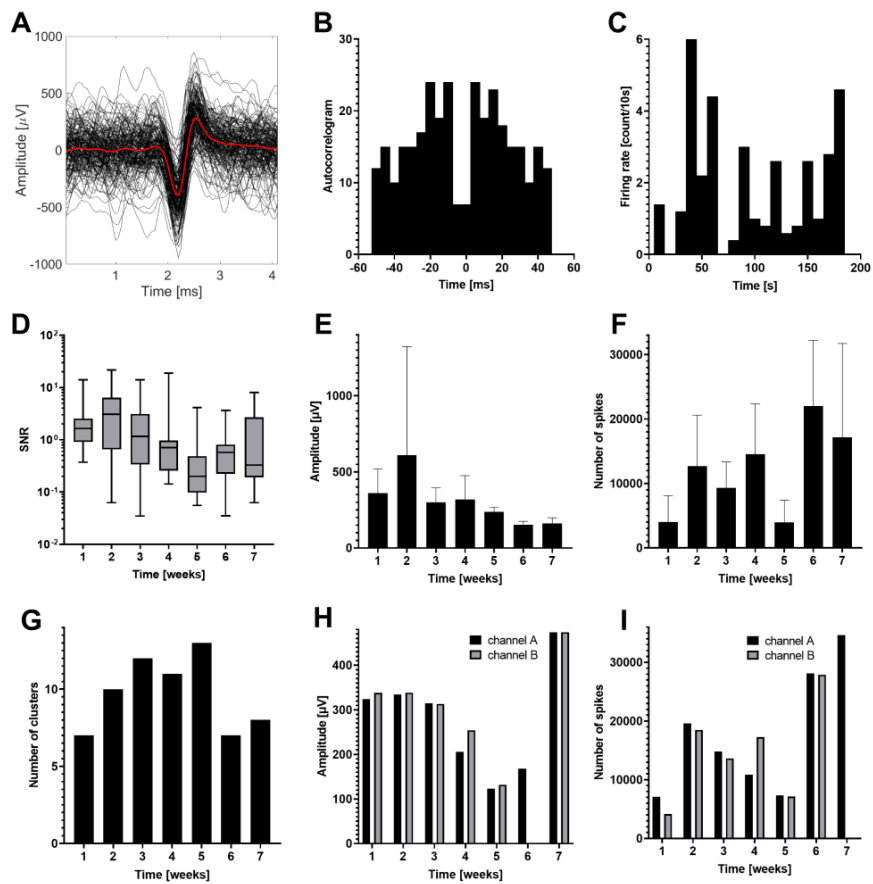 A
Amplitude [µV]
1000
500
0
-500
-1000
1
2
3
4
Time [ms]
B
Autocorrelogram
30
20
10
0
-60
-40
-20
0
20
40
60
Time [ms]
C
Firing rate [count/10s]
6
4
2
0
0
50
100
150
200
Time [s]
D
SNR
10²
10¹
10⁰
10⁻¹
10⁻²
1 2 3 4 5 6 7
Time [weeks]
E
Amplitude [µV]
1000
500
0
1 2 3 4 5 6 7
Time [weeks]
F
Number of spikes
30000
20000
10000
0
1 2 3 4 5 6 7
Time [weeks]
G
Number of clusters
10
5
0
1 2 3 4 5 6 7
Time [weeks]
H
channel A
channel B
Amplitude [µV]
400
300
200
100
0
1 2 3 4 5 6 7
Time [weeks]
I
channel A
channel B
Number of spikes
30000
20000
10000
0
1 2 3 4 5 6 7
Time [weeks]